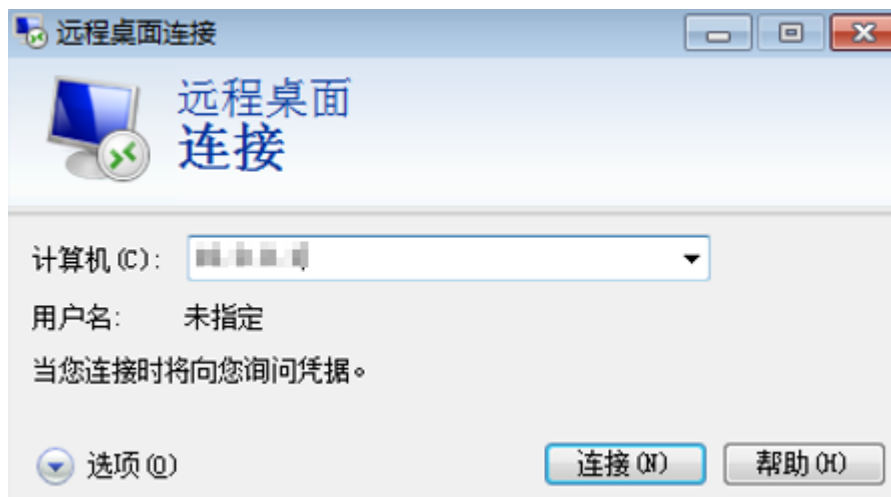 远程桌面连接
远程桌面
连接
计算机(C):
用户名: 未指定
当您连接时将向您询问凭据。
选项(O) 连接(N) 帮助(H)